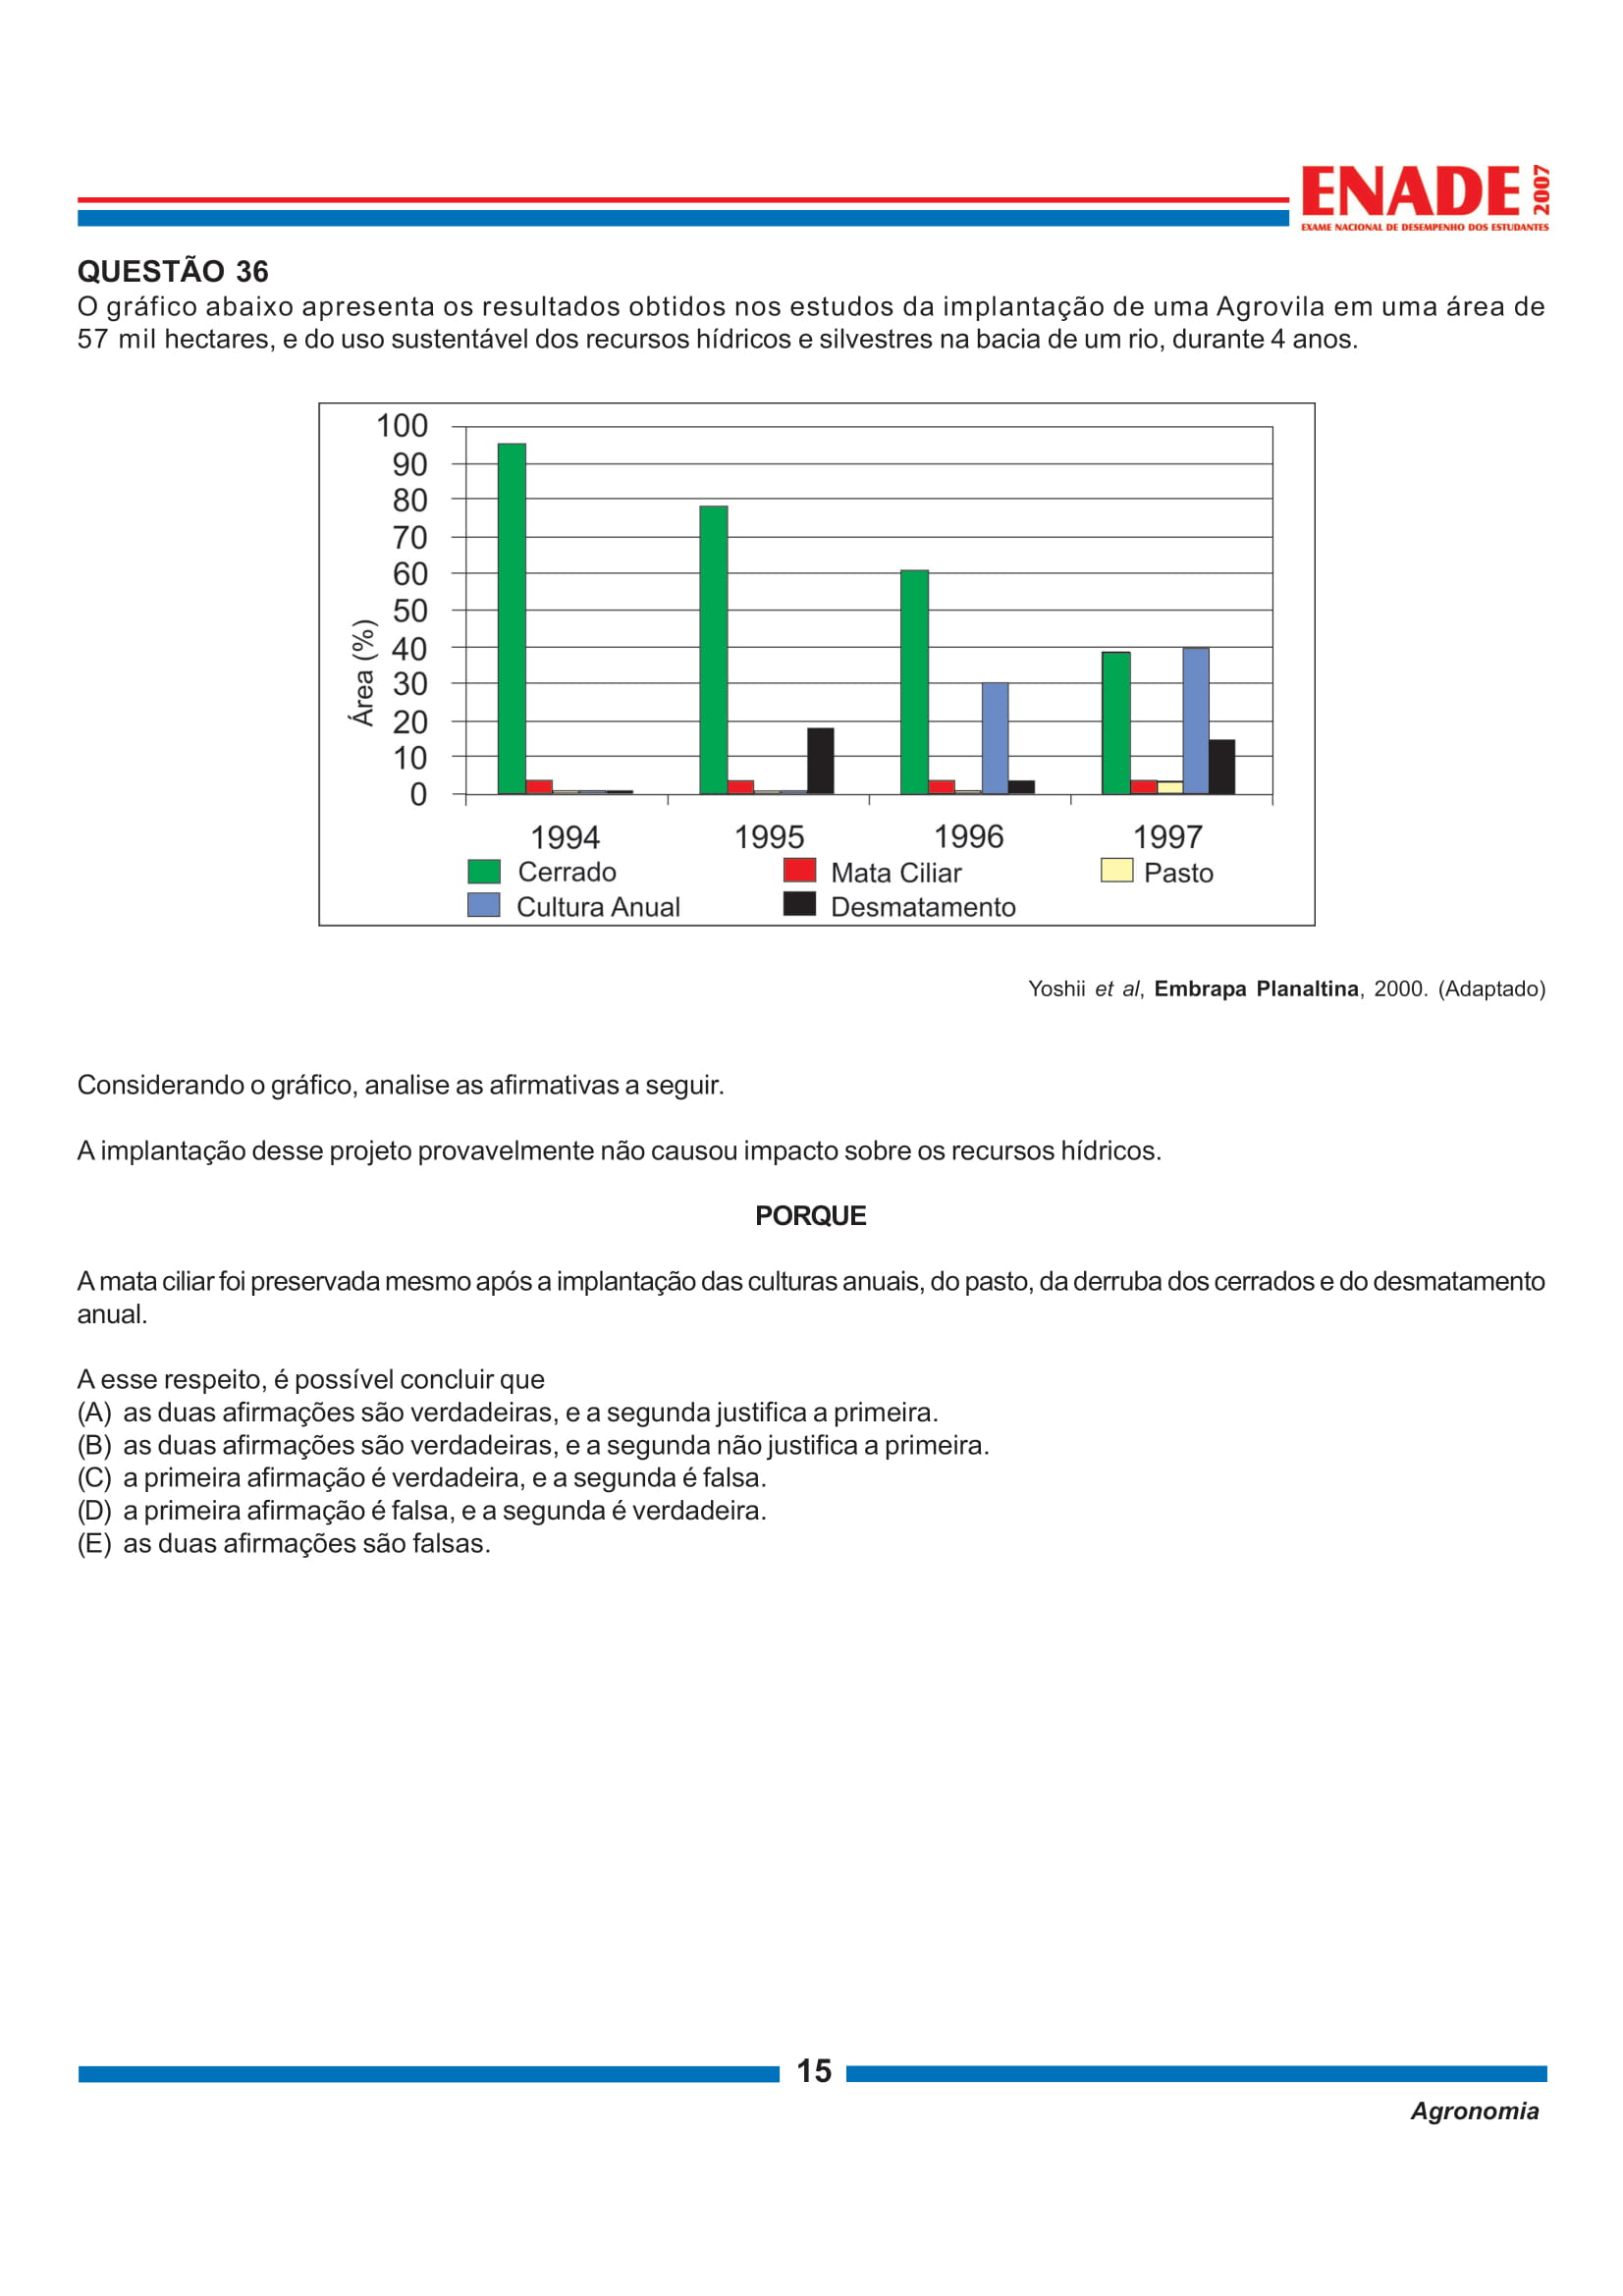 ENADE 2007
EXAME NACIONAL DE DESEMPENHO DOS ESTUDANTES
QUESTÃO 36
O gráfico abaixo apresenta os resultados obtidos nos estudos da implantação de uma Agrovila em uma área de
57 mil hectares, e do uso sustentável dos recursos hídricos e silvestres na bacia de um rio, durante 4 anos.
100
90
80
70
60
50
40
30
20
10
0
Área (%)
1994 1995 1996 1997
Cerrado Mata Ciliar Pasto
Cultura Anual Desmatamento
Yoshii et al, Embrapa Planaltina, 2000. (Adaptado)
Considerando o gráfico, analise as afirmativas a seguir.
A implantação desse projeto provavelmente não causou impacto sobre os recursos hídricos.
PORQUE
A mata ciliar foi preservada mesmo após a implantação das culturas anuais, do pasto, da derruba dos cerrados e do desmatamento
anual.
A esse respeito, é possível concluir que
(A) as duas afirmações são verdadeiras, e a segunda justifica a primeira.
(B) as duas afirmações são verdadeiras, e a segunda não justifica a primeira.
(C) a primeira afirmação é verdadeira, e a segunda é falsa.
(D) a primeira afirmação é falsa, e a segunda é verdadeira.
(E) as duas afirmações são falsas.
15
Agronomia